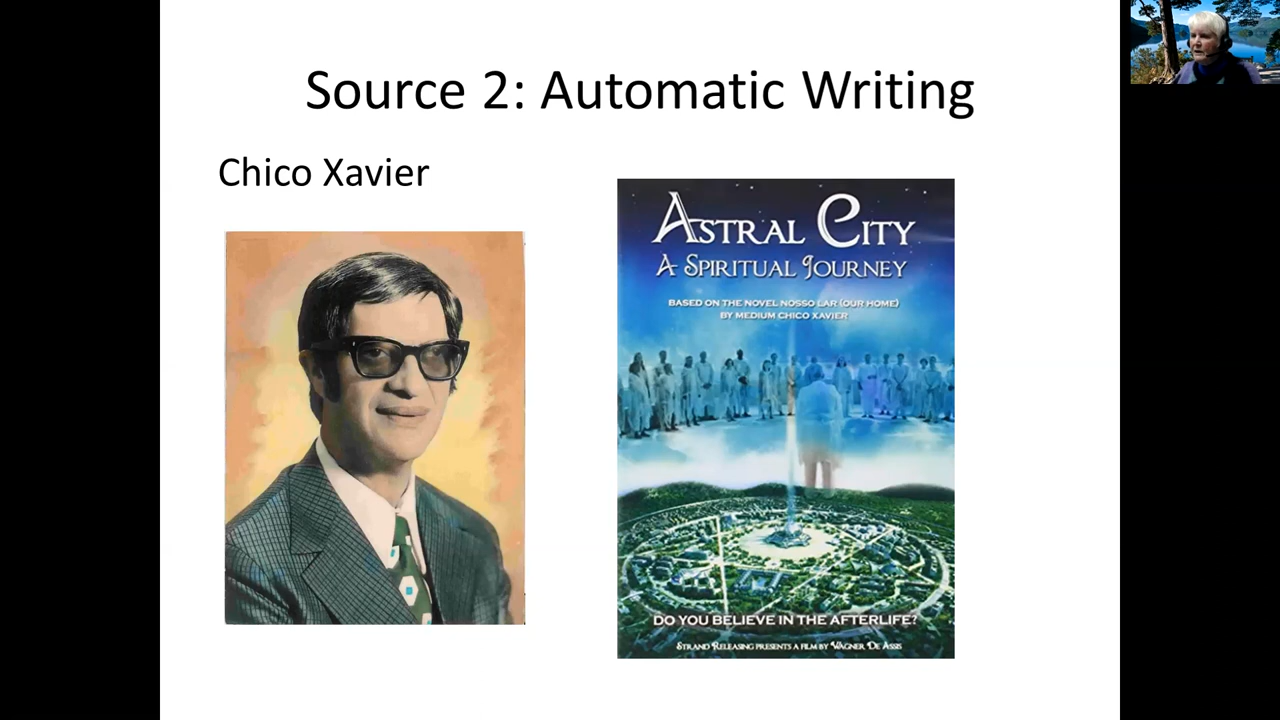 Source 2: Automatic Writing
Chico Xavier
ASTRAL CITY
A SPIRITUAL JOURNEY
BASED ON THE NOVEL NOSSO LAR (OUR HOME)
BY MEDIUM CHICO XAVIER
DO YOU BELIEVE IN THE AFTERLIFE?
STRAND RELEASING PRESENTS A FILM BY WAGNER DE ASSIS